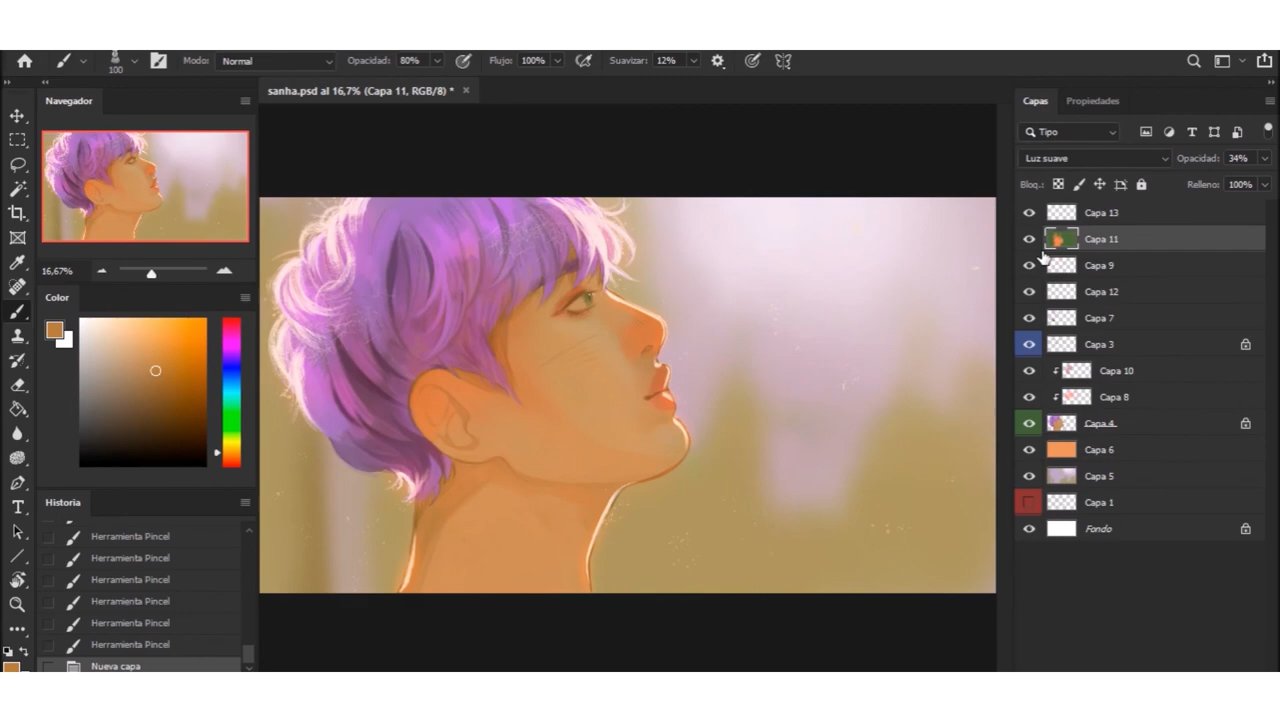 100 Modo: Normal Opacidad: 80% Flujo: 100% Suavizar: 12%
Navegador
sanha.psd al 16,7% (Capa 11, RGB/8) *
16,67%
Color
Historia
Herramienta Pincel
Herramienta Pincel
Herramienta Pincel
Herramienta Pincel
Herramienta Pincel
Herramienta Pincel
Nueva capa
Capas Propiedades
Tipo
Luz suave Opacidad: 34%
Bloq.: Relleno: 100%
Capa 13
Capa 11
Capa 9
Capa 12
Capa 7
Capa 3
Capa 10
Capa 8
Capa 4
Capa 6
Capa 5
Capa 1
Fondo